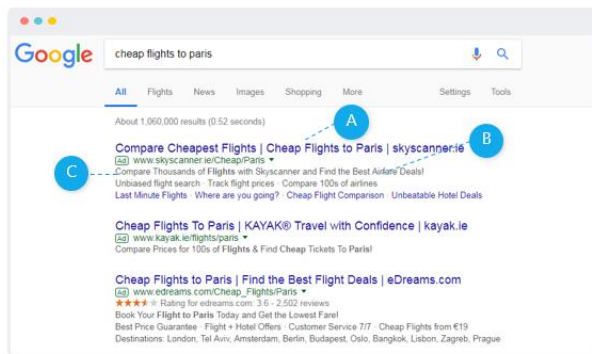 Google
cheap flights to paris
All Flights News Images Shopping More Settings Tools
About 1,060,000 results (0.52 seconds)
A
Compare Cheapest Flights | Cheap Flights to Paris | skyscanner.ie
B
Ad www.skyscanner.ie/Cheap/Paris
C
Compare Thousands of Flights with Skyscanner and Find the Best Airfare Deals!
Unbiased flight search · Track flight prices · Compare 100s of airlines
Last Minute Flights · Where are you going? · Cheap Flight Comparison · Unbeatable Hotel Deals
Cheap Flights To Paris | KAYAK® Travel with Confidence | kayak.ie
Ad www.kayak.ie/flights/paris
Compare Prices for 100s of Flights & Find Cheap Tickets To Paris!
Cheap Flights to Paris | Find the Best Flight Deals | eDreams.com
Ad www.edreams.com/Cheap_Flights/Paris
Rating for edreams.com: 3.6 - 2,502 reviews
Book Your Flight to Paris Today and Get the Lowest Fare!
Best Price Guarantee · Flight + Hotel Offers · Customer Service 7/7 · Cheap Flights from €19
Destinations: London, Tel Aviv, Amsterdam, Berlin, Budapest, Oslo, Bangkok, Lisbon, Zagreb, Prague